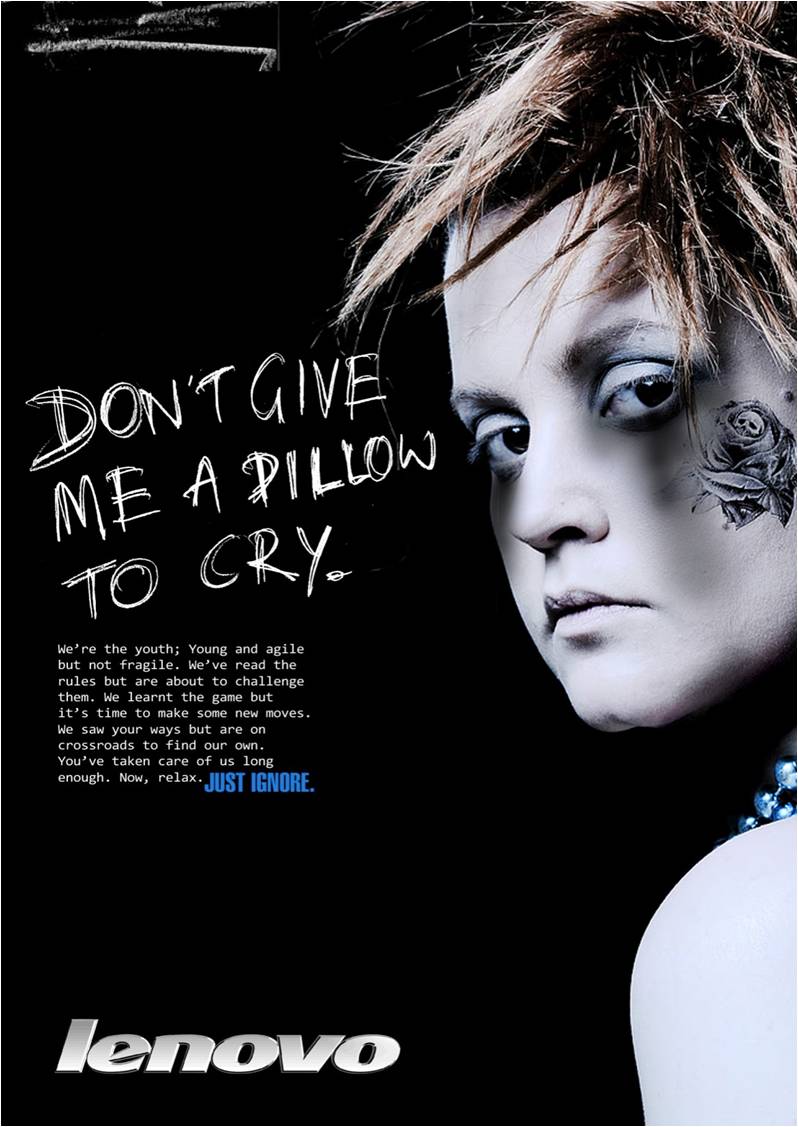 DON'T GIVE
ME A PILLOW
TO CRY.
We're the youth; Young and agile
but not fragile. We've read the
rules but are about to challenge
them. We learnt the game but
it's time to make some new moves.
We saw your ways but are on
crossroads to find our own.
You've taken care of us long
enough. Now, relax. JUST IGNORE.
lenovo